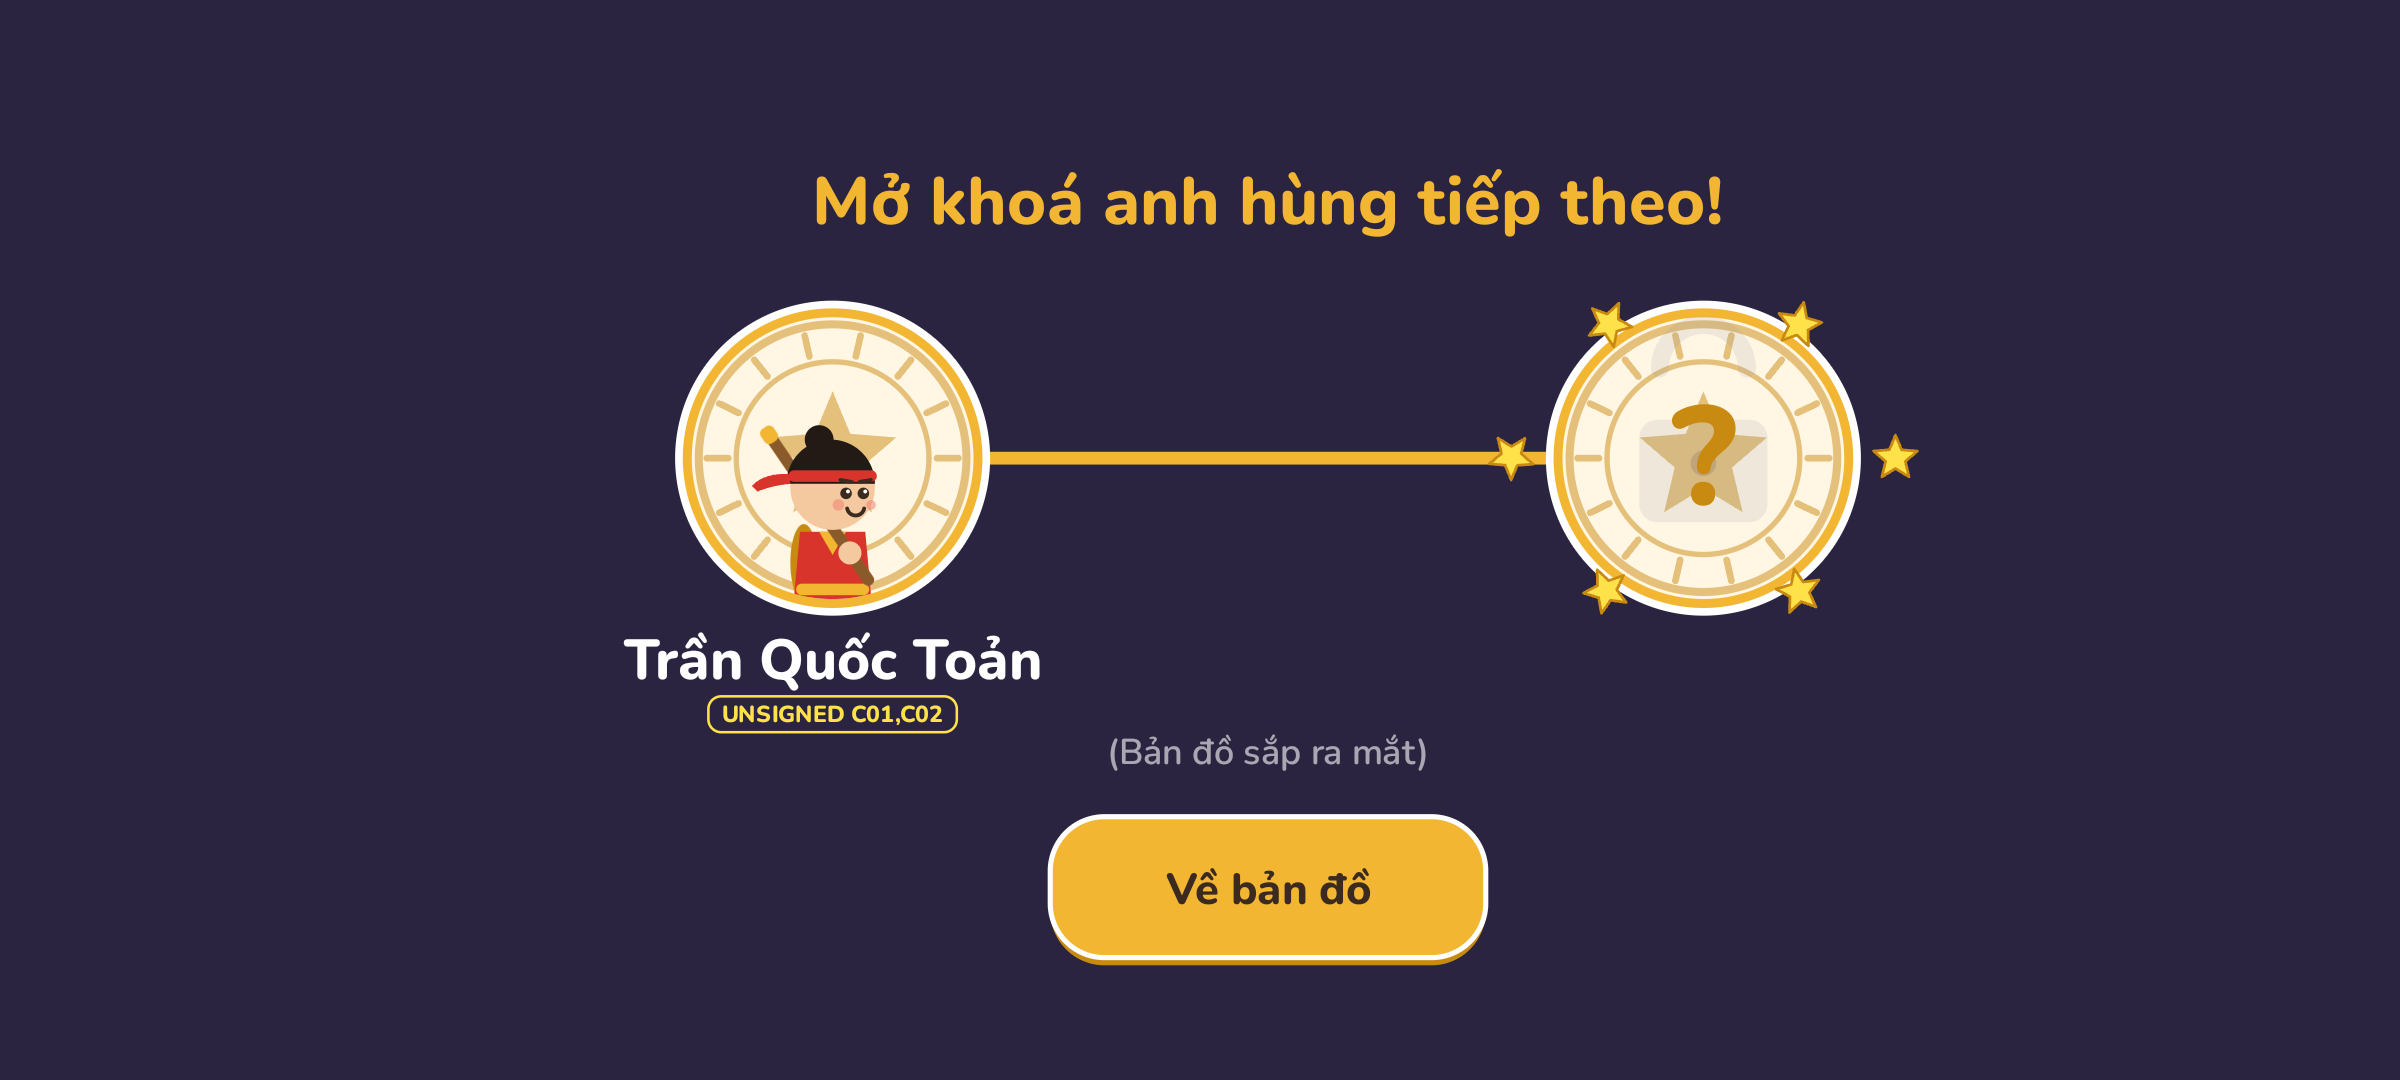 Mở khoá anh hùng tiếp theo!
?
Trần Quốc Toản
UNSIGNED C01,C02
(Bản đồ sắp ra mắt)
Về bản đồ